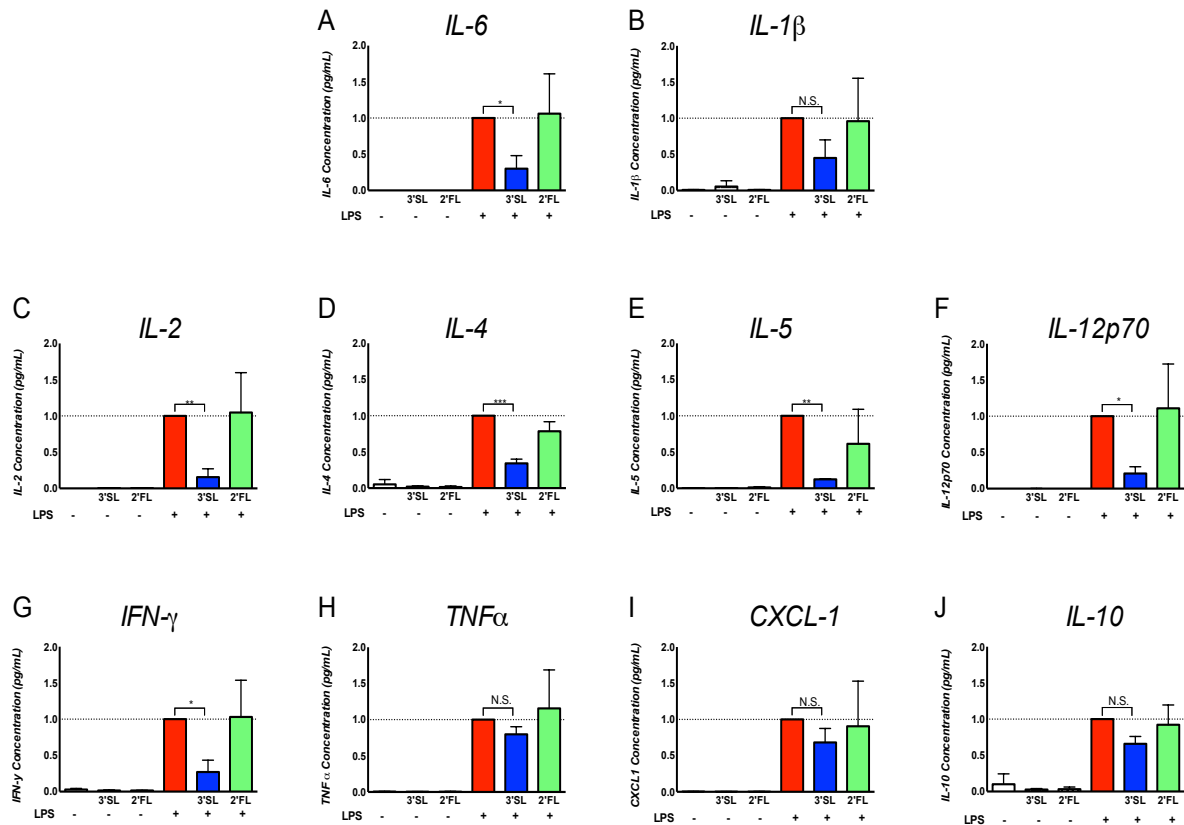 A IL-6
IL-6 Concentration (pg/mL)
2.0
1.5
1.0
0.5
0.0
*
3'SL 2'FL 3'SL 2'FL
LPS - - - + + +
B IL-1β
IL-1β Concentration (pg/mL)
2.0
1.5
1.0
0.5
0.0
N.S.
3'SL 2'FL 3'SL 2'FL
- - - + + +
C IL-2
IL-2 Concentration (pg/mL)
2.0
1.5
1.0
0.5
0.0
**
3'SL 2'FL 3'SL 2'FL
LPS - - - + + +
D IL-4
IL-4 Concentration (pg/mL)
2.0
1.5
1.0
0.5
0.0
***
3'SL 2'FL 3'SL 2'FL
LPS - - - + + +
E IL-5
IL-5 Concentration (pg/mL)
2.0
1.5
1.0
0.5
0.0
**
3'SL 2'FL 3'SL 2'FL
LPS - - - + + +
F IL-12p70
IL-12p70 Concentration (pg/mL)
2.0
1.5
1.0
0.5
0.0
*
3'SL 2'FL 3'SL 2'FL
LPS - - - + + +
G IFN-γ
IFN-y Concentration (pg/mL)
2.0
1.5
1.0
0.5
0.0
*
3'SL 2'FL 3'SL 2'FL
LPS - - - + + +
H TNFα
TNF α Concentration (pg/mL)
2.0
1.5
1.0
0.5
0.0
N.S.
3'SL 2'FL 3'SL 2'FL
LPS - - - + + +
I CXCL-1
CXCL1 Concentration (pg/mL)
2.0
1.5
1.0
0.5
0.0
N.S.
3'SL 2'FL 3'SL 2'FL
LPS - - - + + +
J IL-10
IL-10 Concentration (pg/mL)
2.0
1.5
1.0
0.5
0.0
N.S.
3'SL 2'FL 3'SL 2'FL
LPS - - - + + +